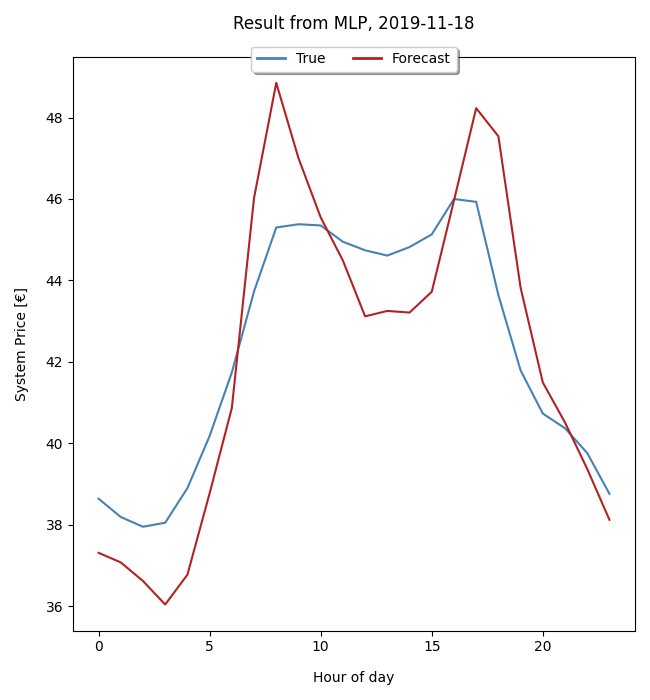 Result from MLP, 2019-11-18
True Forecast
48
46
44
42
40
38
36
System Price [€]
0 5 10 15 20
Hour of day